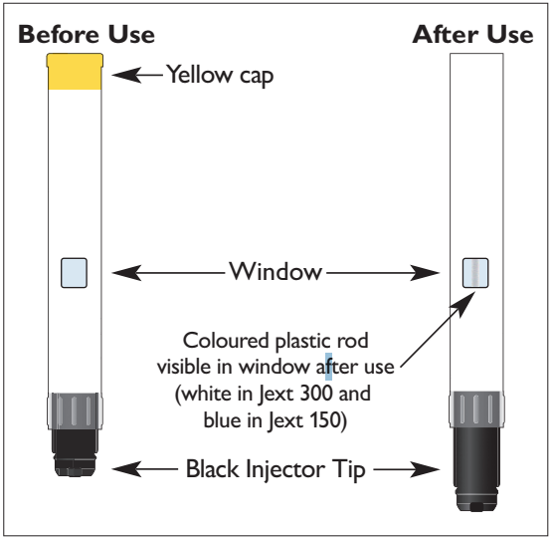 Before Use
After Use
Yellow cap
Window
Coloured plastic rod
visible in window after use
(white in Jext 300 and
blue in Jext 150)
Black Injector Tip